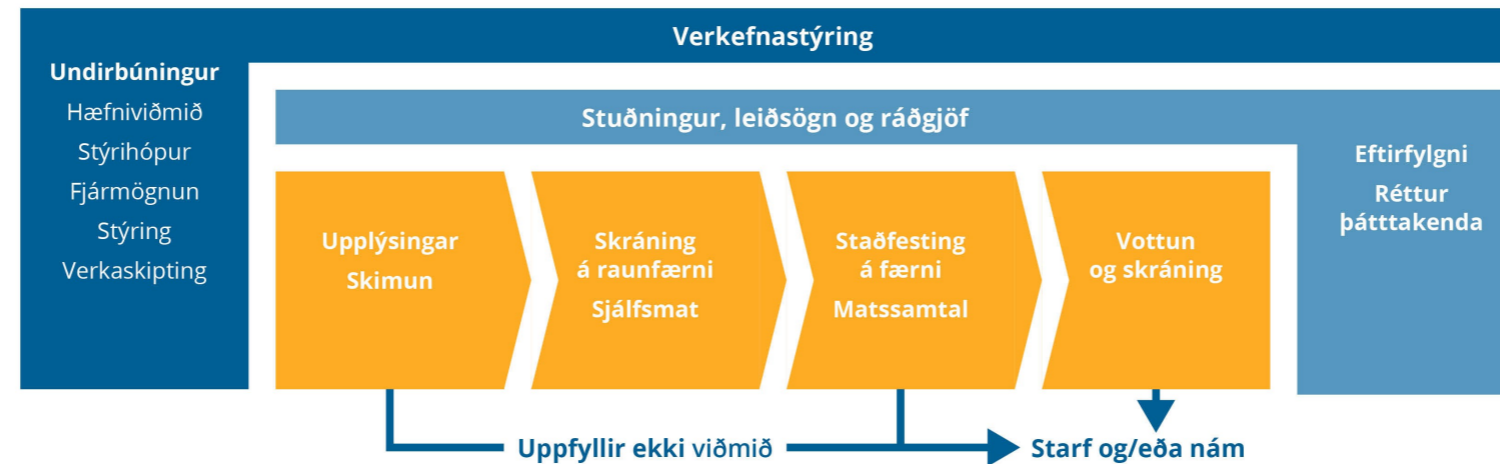 Verkefnastýring
Undirbúningur
Hæfniviðmið
Stýrihópur
Fjármögnun
Stýring
Verkaskipting
Stuðningur, leiðsögn og ráðgjöf
Upplýsingar
Skimun
Skráning
á raunfærni
Sjálfsmat
Staðfesting
á færni
Matssamtal
Vottun
og skráning
Eftirfylgni
Réttur
þátttakenda
Uppfyllir ekki viðmið
Starf og/eða nám